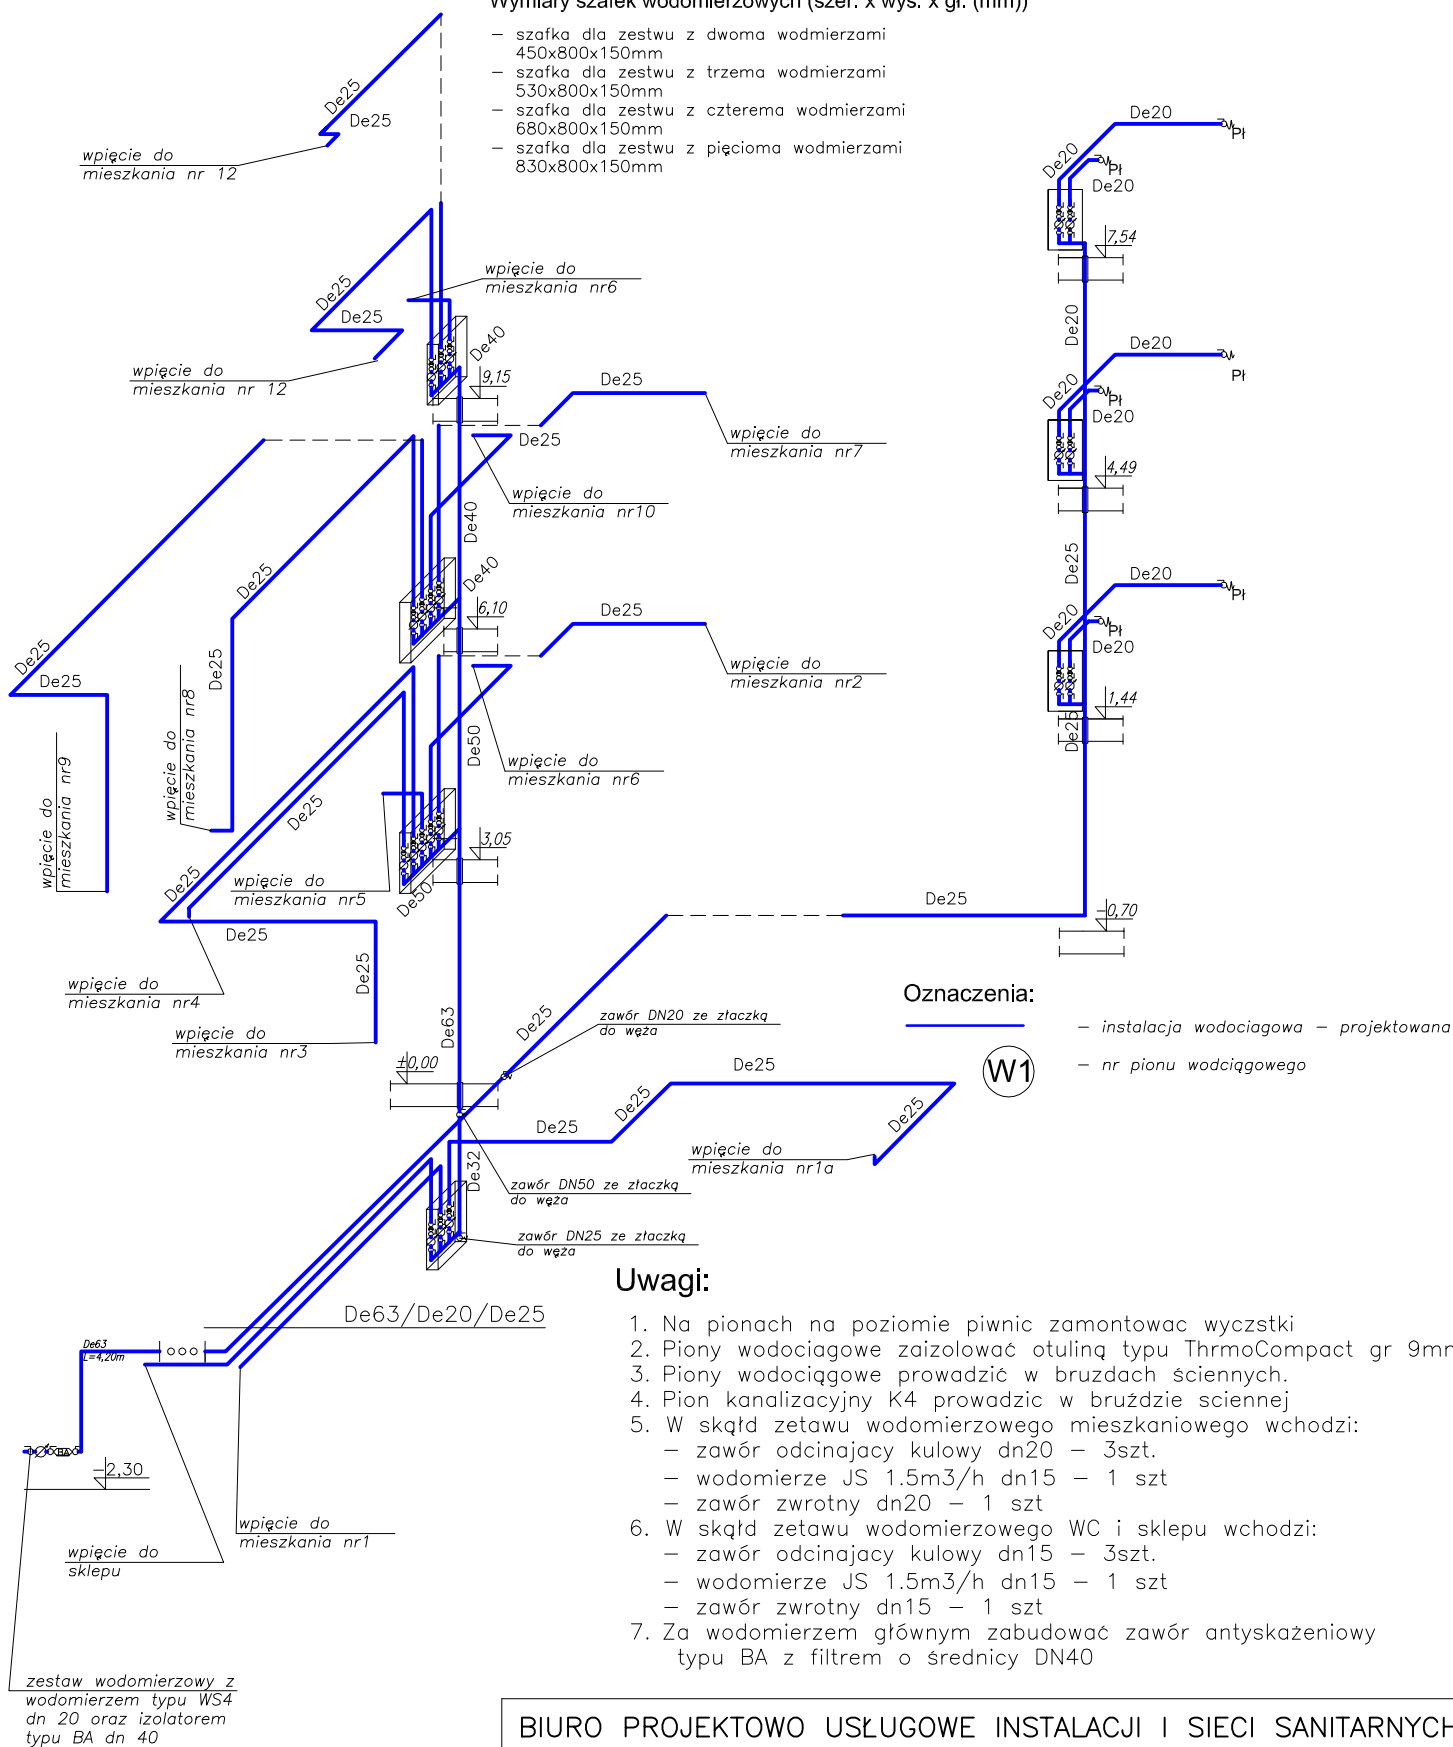 Wymiary szafek wodomierzowych (szer. x wys. x gł. (mm))
– szafka dla zestwu z dwoma wodmierzami
450x800x150mm
– szafka dla zestwu z trzema wodmierzami
530x800x150mm
– szafka dla zestwu z czterema wodmierzami
680x800x150mm
– szafka dla zestwu z pięcioma wodmierzami
830x800x150mm
De25
De25
wpięcie do
mieszkania nr 12
De20
Pł
De20
Pł
De20
7,54
wpięcie do
mieszkania nr6
De25
De25
De40
De20
wpięcie do
mieszkania nr 12
9,15
De25
De20
Pł
De20
Pł
De20
De25
wpięcie do
mieszkania nr7
4,49
wpięcie do
mieszkania nr10
De40
De25
De25
De40
6,10
De25
De20
Pł
De20
Pł
De20
De25
De25
De25
wpięcie do
mieszkania nr2
wpięcie do
mieszkania nr8
1,44
De25
wpięcie do
mieszkania nr9
De50
wpięcie do
mieszkania nr6
De25
3,05
De25
wpięcie do
mieszkania nr5
De50
De25
De25
–0,70
De25
wpięcie do
mieszkania nr4
wpięcie do
mieszkania nr3
De63
De25
zawór DN20 ze złaczką
do węża
Oznaczenia:
– instalacja wodociagowa – projektowana
W1
– nr pionu wodciągowego
±0,00
De25
De25
De25
De25
wpięcie do
mieszkania nr1a
De32
zawór DN50 ze złaczką
do węża
zawór DN25 ze złaczką
do węża
De63/De20/De25
De63
L=4,20m
BA
–2,30
wpięcie do
mieszkania nr1
wpięcie do
sklepu
zestaw wodomierzowy z
wodomierzem typu WS4
dn 20 oraz izolatorem
typu BA dn 40
Uwagi:
1. Na pionach na poziomie piwnic zamontowac wyczstki
2. Piony wodociagowe zaizolować otuliną typu ThrmoCompact gr 9mm
3. Piony wodociągowe prowadzić w bruzdach ściennych.
4. Pion kanalizacyjny K4 prowadzic w bruździe sciennej
5. W skąłd zetawu wodomierzowego mieszkaniowego wchodzi:
– zawór odcinajacy kulowy dn20 – 3szt.
– wodomierze JS 1.5m3/h dn15 – 1 szt
– zawór zwrotny dn20 – 1 szt
6. W skąłd zetawu wodomierzowego WC i sklepu wchodzi:
– zawór odcinajacy kulowy dn15 – 3szt.
– wodomierze JS 1.5m3/h dn15 – 1 szt
– zawór zwrotny dn15 – 1 szt
7. Za wodomierzem głównym zabudować zawór antyskażeniowy
typu BA z filtrem o średnicy DN40
BIURO PROJEKTOWO USŁUGOWE INSTALACJI I SIECI SANITARNYCH